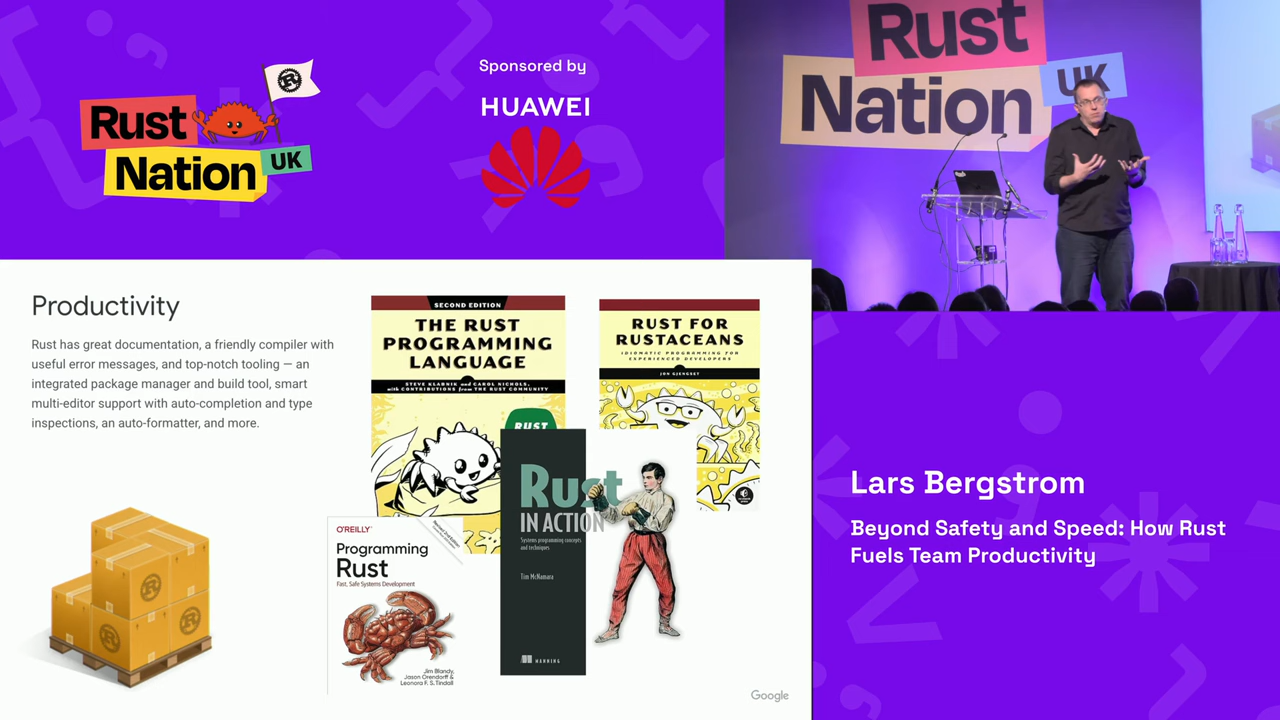 Rust
Nation
UK
Sponsored by
HUAWEI
Rust
Nation
UK
Productivity
Rust has great documentation, a friendly compiler with
useful error messages, and top-notch tooling — an
integrated package manager and build tool, smart
multi-editor support with auto-completion and type
inspections, an auto-formatter, and more.
SECOND EDITION
THE RUST
PROGRAMMING
LANGUAGE
STEVE KLABNIK and CAROL NICHOLS,
with CONTRIBUTIONS from THE RUST COMMUNITY
RUST
RUST FOR
RUSTACEANS
IDIOMATIC PROGRAMMING FOR
EXPERIENCED DEVELOPERS
JON GJENGSET
O'REILLY
Programming
Rust
Fast, Safe Systems Development
Jim Blandy,
Jason Orendorff &
Leonora F. S. Tindall
Rust
IN ACTION
Systems programming concepts
and techniques
Tim McNamara
MANNING
Google
Lars Bergstrom
Beyond Safety and Speed: How Rust
Fuels Team Productivity